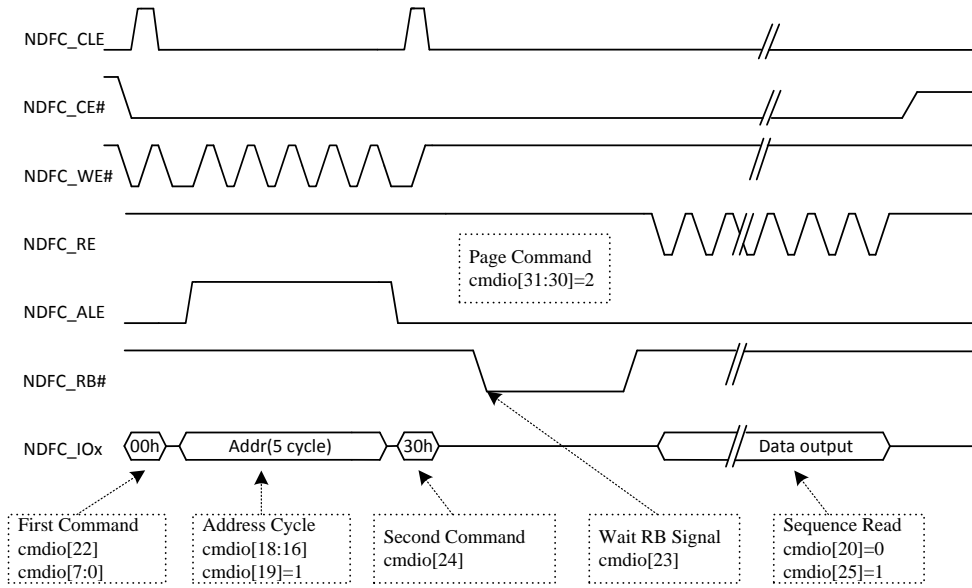 NDFC_CLE
NDFC_CE#
NDFC_WE#
NDFC_RE
Page Command
cmdio[31:30]=2
NDFC_ALE
NDFC_RB#
NDFC_IOx
00h
Addr(5 cycle)
30h
Data output
First Command
cmdio[22]
cmdio[7:0]
Address Cycle
cmdio[18:16]
cmdio[19]=1
Second Command
cmdio[24]
Wait RB Signal
cmdio[23]
Sequence Read
cmdio[20]=0
cmdio[25]=1